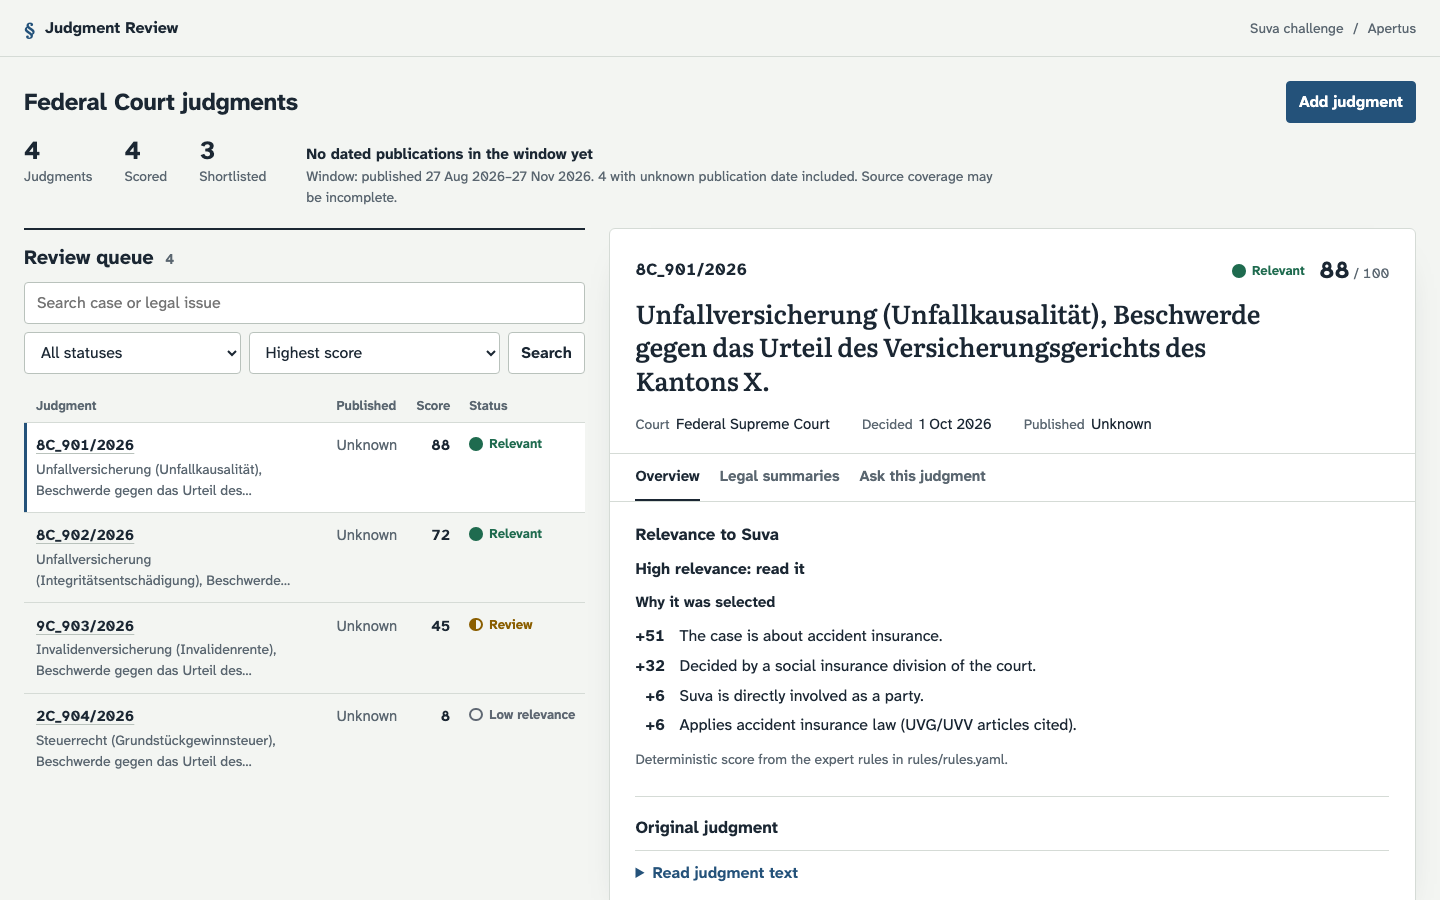 § Judgment Review
Suva challenge / Apertus
Federal Court judgments
Add judgment
4
Judgments
4
Scored
3
Shortlisted
No dated publications in the window yet
Window: published 27 Aug 2026–27 Nov 2026. 4 with unknown publication date included. Source coverage may
be incomplete.
Review queue 4
Search case or legal issue
All statuses
Highest score
Search
Judgment Published Score Status
8C_901/2026 Unknown 88 Relevant
Unfallversicherung (Unfallkausalität),
Beschwerde gegen das Urteil des...
8C_902/2026 Unknown 72 Relevant
Unfallversicherung
(Integritätsentschädigung), Beschwerde...
9C_903/2026 Unknown 45 Review
Invalidenversicherung (Invalidenrente),
Beschwerde gegen das Urteil des...
2C_904/2026 Unknown 8 Low relevance
Steuerrecht (Grundstückgewinnsteuer),
Beschwerde gegen das Urteil des...
8C_901/2026
Relevant 88 / 100
Unfallversicherung (Unfallkausalität), Beschwerde
gegen das Urteil des Versicherungsgerichts des
Kantons X.
Court Federal Supreme Court Decided 1 Oct 2026 Published Unknown
Overview Legal summaries Ask this judgment
Relevance to Suva
High relevance: read it
Why it was selected
+51 The case is about accident insurance.
+32 Decided by a social insurance division of the court.
+6 Suva is directly involved as a party.
+6 Applies accident insurance law (UVG/UVV articles cited).
Deterministic score from the expert rules in rules/rules.yaml.
Original judgment
Read judgment text